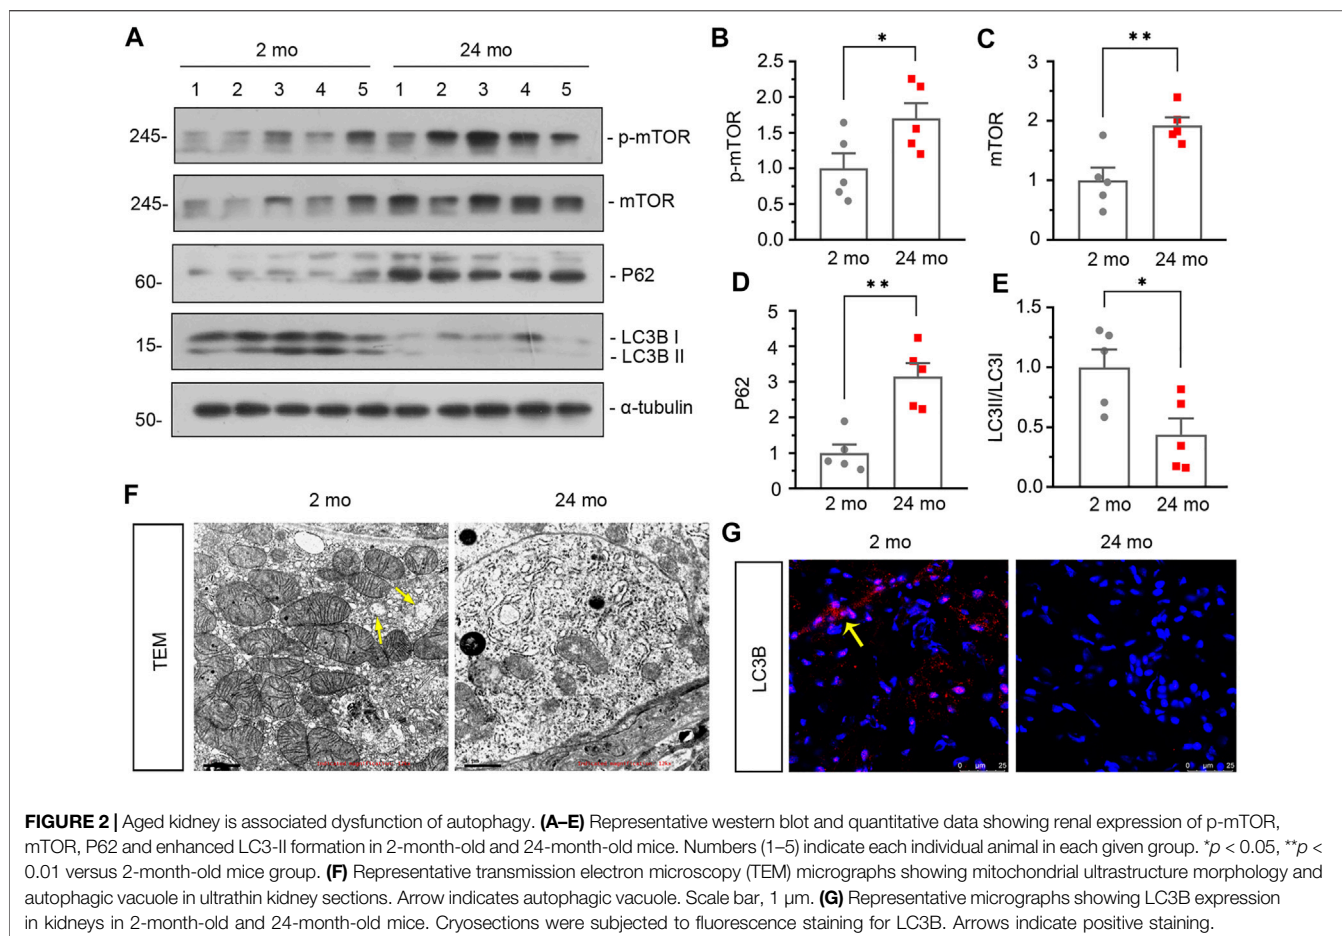 A
2 mo 24 mo
1 2 3 4 5 1 2 3 4 5
245- - p-mTOR
245- - mTOR
60- - P62
15- - LC3B I
- LC3B II
50- - α-tubulin
B
*
p-mTOR
2.5
2.0
1.5
1.0
0.5
0.0
2 mo 24 mo
C
**
mTOR
3
2
1
0
2 mo 24 mo
D
**
P62
5
4
3
2
1
0
2 mo 24 mo
E
*
LC3II/LC3I
1.5
1.0
0.5
0.0
2 mo 24 mo
F
2 mo 24 mo
TEM
G
2 mo 24 mo
LC3B
0 µm 25
0 µm 25
FIGURE 2 | Aged kidney is associated dysfunction of autophagy. (A–E) Representative western blot and quantitative data showing renal expression of p-mTOR,
mTOR, P62 and enhanced LC3-II formation in 2-month-old and 24-month-old mice. Numbers (1–5) indicate each individual animal in each given group. *p < 0.05, **p <
0.01 versus 2-month-old mice group. (F) Representative transmission electron microscopy (TEM) micrographs showing mitochondrial ultrastructure morphology and
autophagic vacuole in ultrathin kidney sections. Arrow indicates autophagic vacuole. Scale bar, 1 µm. (G) Representative micrographs showing LC3B expression
in kidneys in 2-month-old and 24-month-old mice. Cryosections were subjected to fluorescence staining for LC3B. Arrows indicate positive staining.